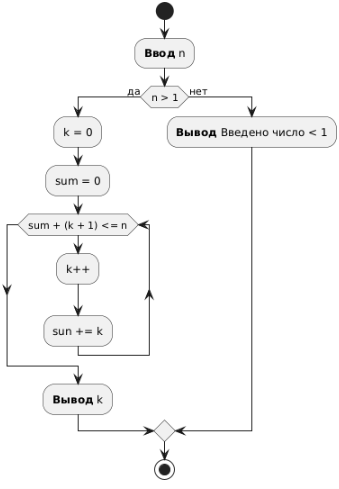 Ввод n
n > 1
да
нет
k = 0
Вывод Введено число < 1
sum = 0
sum + (k + 1) <= n
k++
sun += k
Вывод k